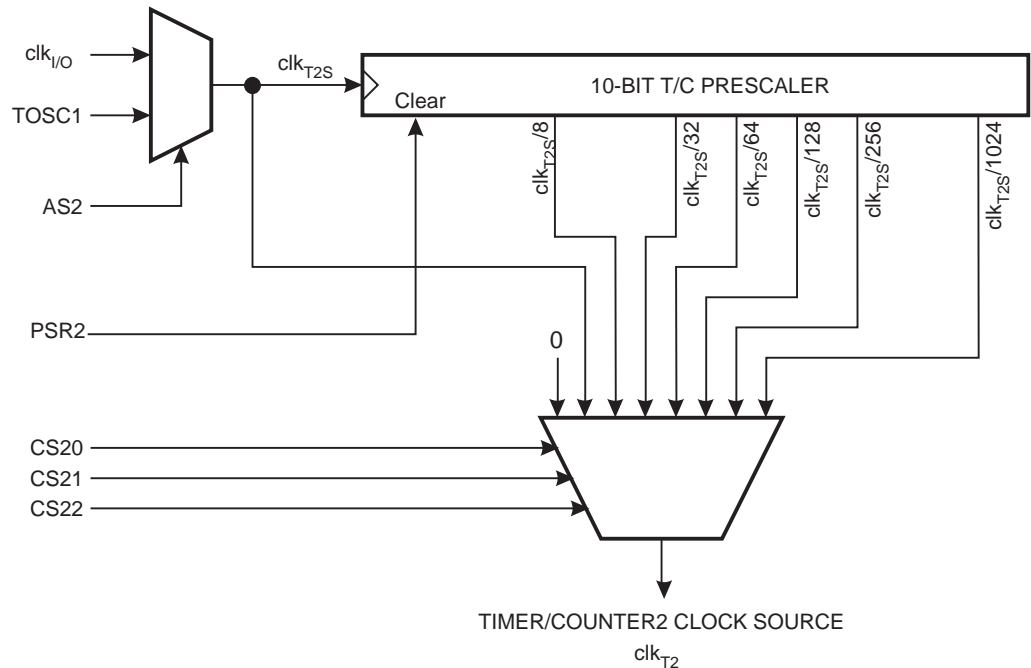 clkI/O
clkT2S
10-BIT T/C PRESCALER
TOSC1
Clear
clkT2S/8
clkT2S/32
clkT2S/64
clkT2S/128
clkT2S/256
clkT2S/1024
AS2
PSR2
0
CS20
CS21
CS22
TIMER/COUNTER2 CLOCK SOURCE
clkT2